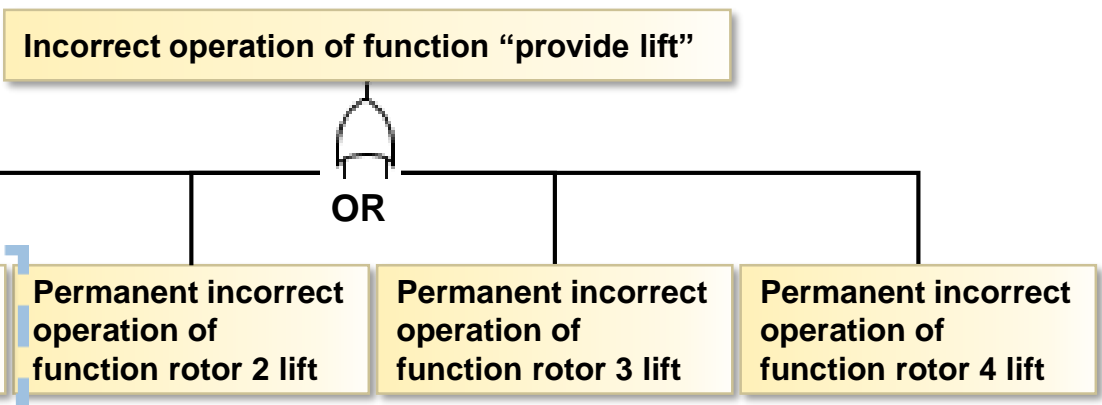 Incorrect operation of function “provide lift”
OR
Permanent incorrect
operation of
function rotor 2 lift
Permanent incorrect
operation of
function rotor 3 lift
Permanent incorrect
operation of
function rotor 4 lift